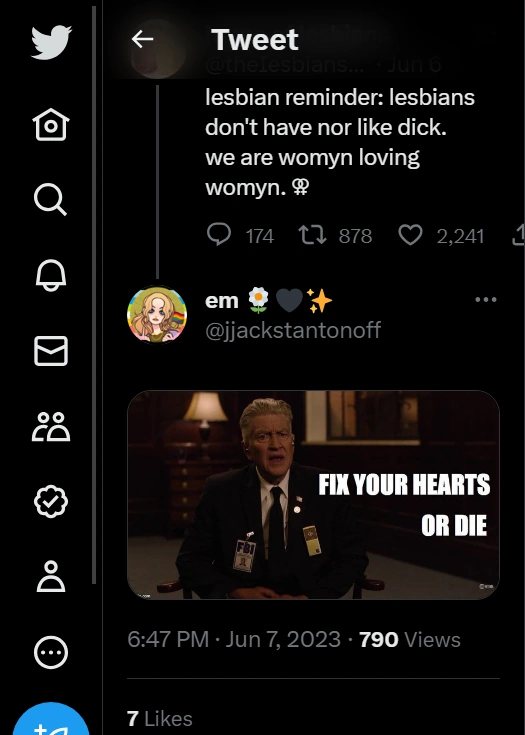 Tweet
@thelesbians... · Jun 6
lesbian reminder: lesbians
don't have nor like dick.
we are womyn loving
womyn. ⚢
174 878 2,241
em 🌼🖤✨
@jjackstantonoff
FIX YOUR HEARTS
OR DIE
FBI
6:47 PM · Jun 7, 2023 · 790 Views
7 Likes